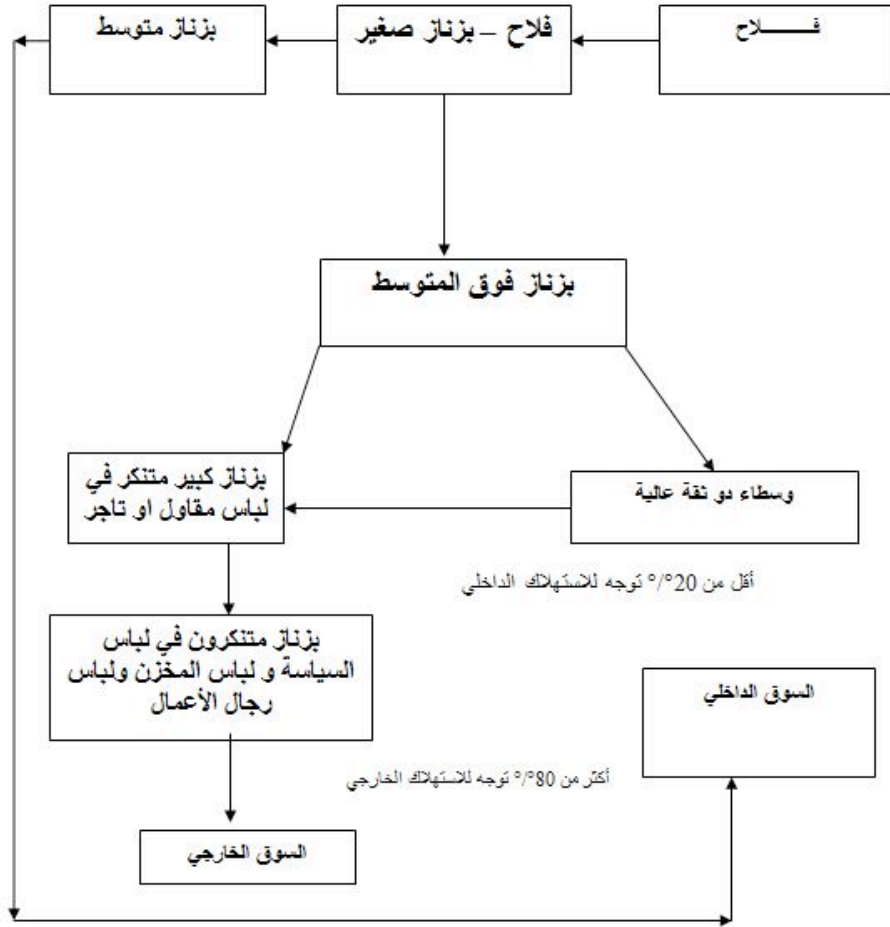 فـــــــلاح
فلاح – بزناز صغير
بزناز متوسط
بزناز فوق المتوسط
بزناز كبير متنكر في
لباس مقاول او تاجر
وسطاء دو ثقة عالية
أقل من 20°/° توجه للاستهلاك الداخلي
بزناز متنكرون في لباس
السياسة و لباس المخزن ولباس
رجال الأعمال
السوق الداخلي
أكثر من 80°/° توجه للاستهلاك الخارجي
السوق الخارجي